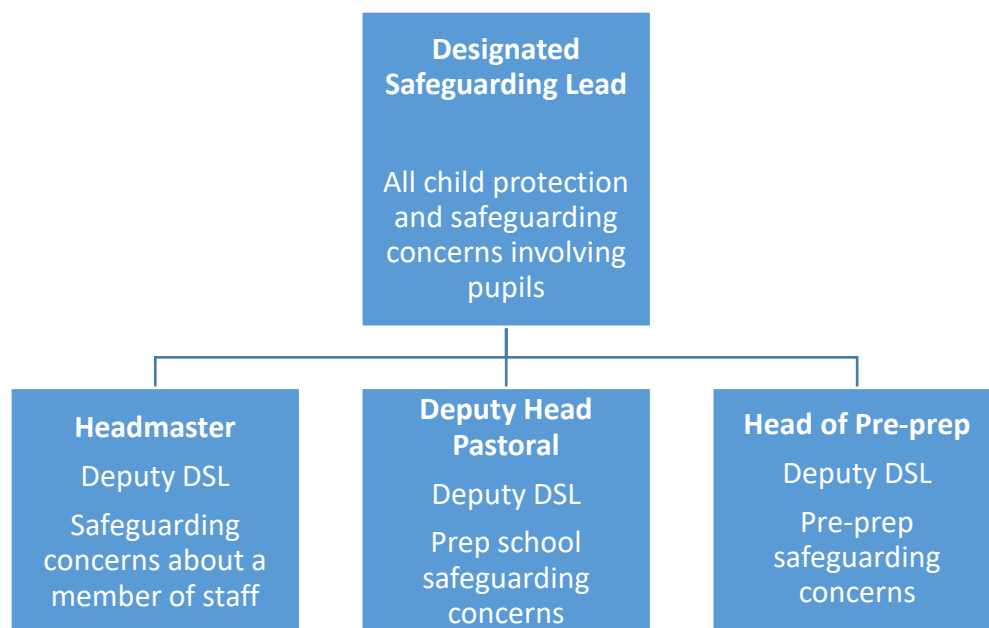 Designated
Safeguarding Lead
All child protection
and safeguarding
concerns involving
pupils
Headmaster
Deputy DSL
Safeguarding
concerns about a
member of staff
Deputy Head
Pastoral
Deputy DSL
Prep school
safeguarding
concerns
Head of Pre-prep
Deputy DSL
Pre-prep
safeguarding
concerns